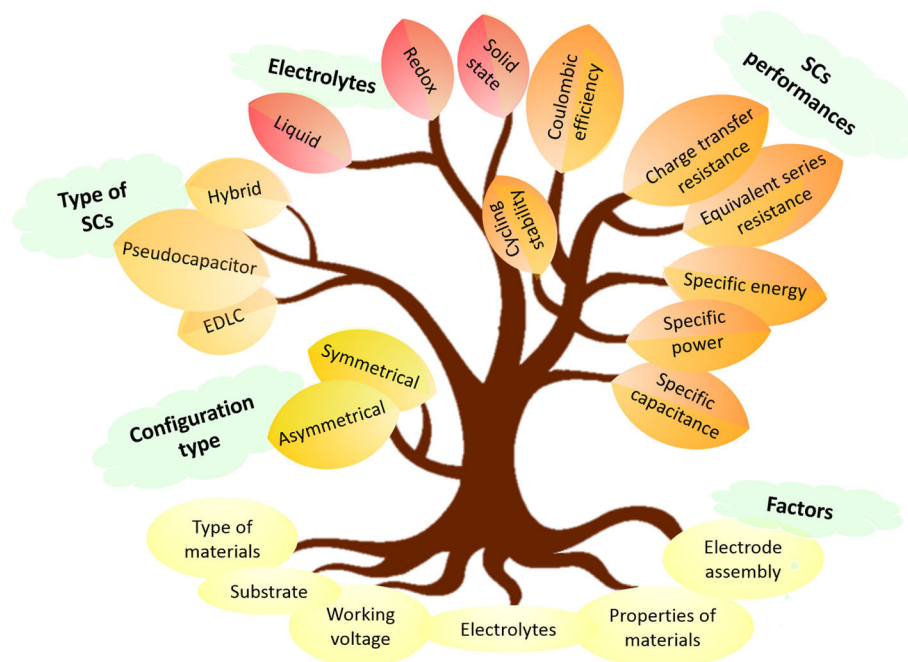 Electrolytes
Liquid
Redox
Solid
state
Coulombic
efficiency
Cycling
stability
SCs
performances
Charge transfer
resistance
Equivalent series
resistance
Specific energy
Specific
power
Specific
capacitance
Type of
SCs
Hybrid
Pseudocapacitor
EDLC
Configuration
type
Symmetrical
Asymmetrical
Factors
Type of
materials
Substrate
Working
voltage
Electrolytes
Properties of
materials
Electrode
assembly